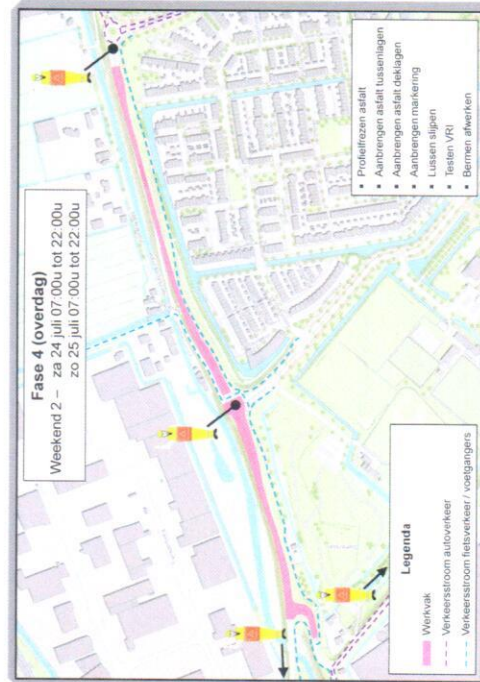 Fase 4 (overdag)
Weekend 2 – za 24 juli 07:00u tot 22:00u
zo 25 juli 07:00u tot 22:00u
▪ Profielfrezen asfalt
▪ Aanbrengen asfalt tussenlagen
▪ Aanbrengen asfalt deklagen
▪ Aanbrengen markering
▪ Lussen slijpen
▪ Testen VRI
▪ Bermen afwerken
Legenda
Werkvak
Verkeersstroom autoverkeer
Verkeersstroom fietsverkeer / voetgangers